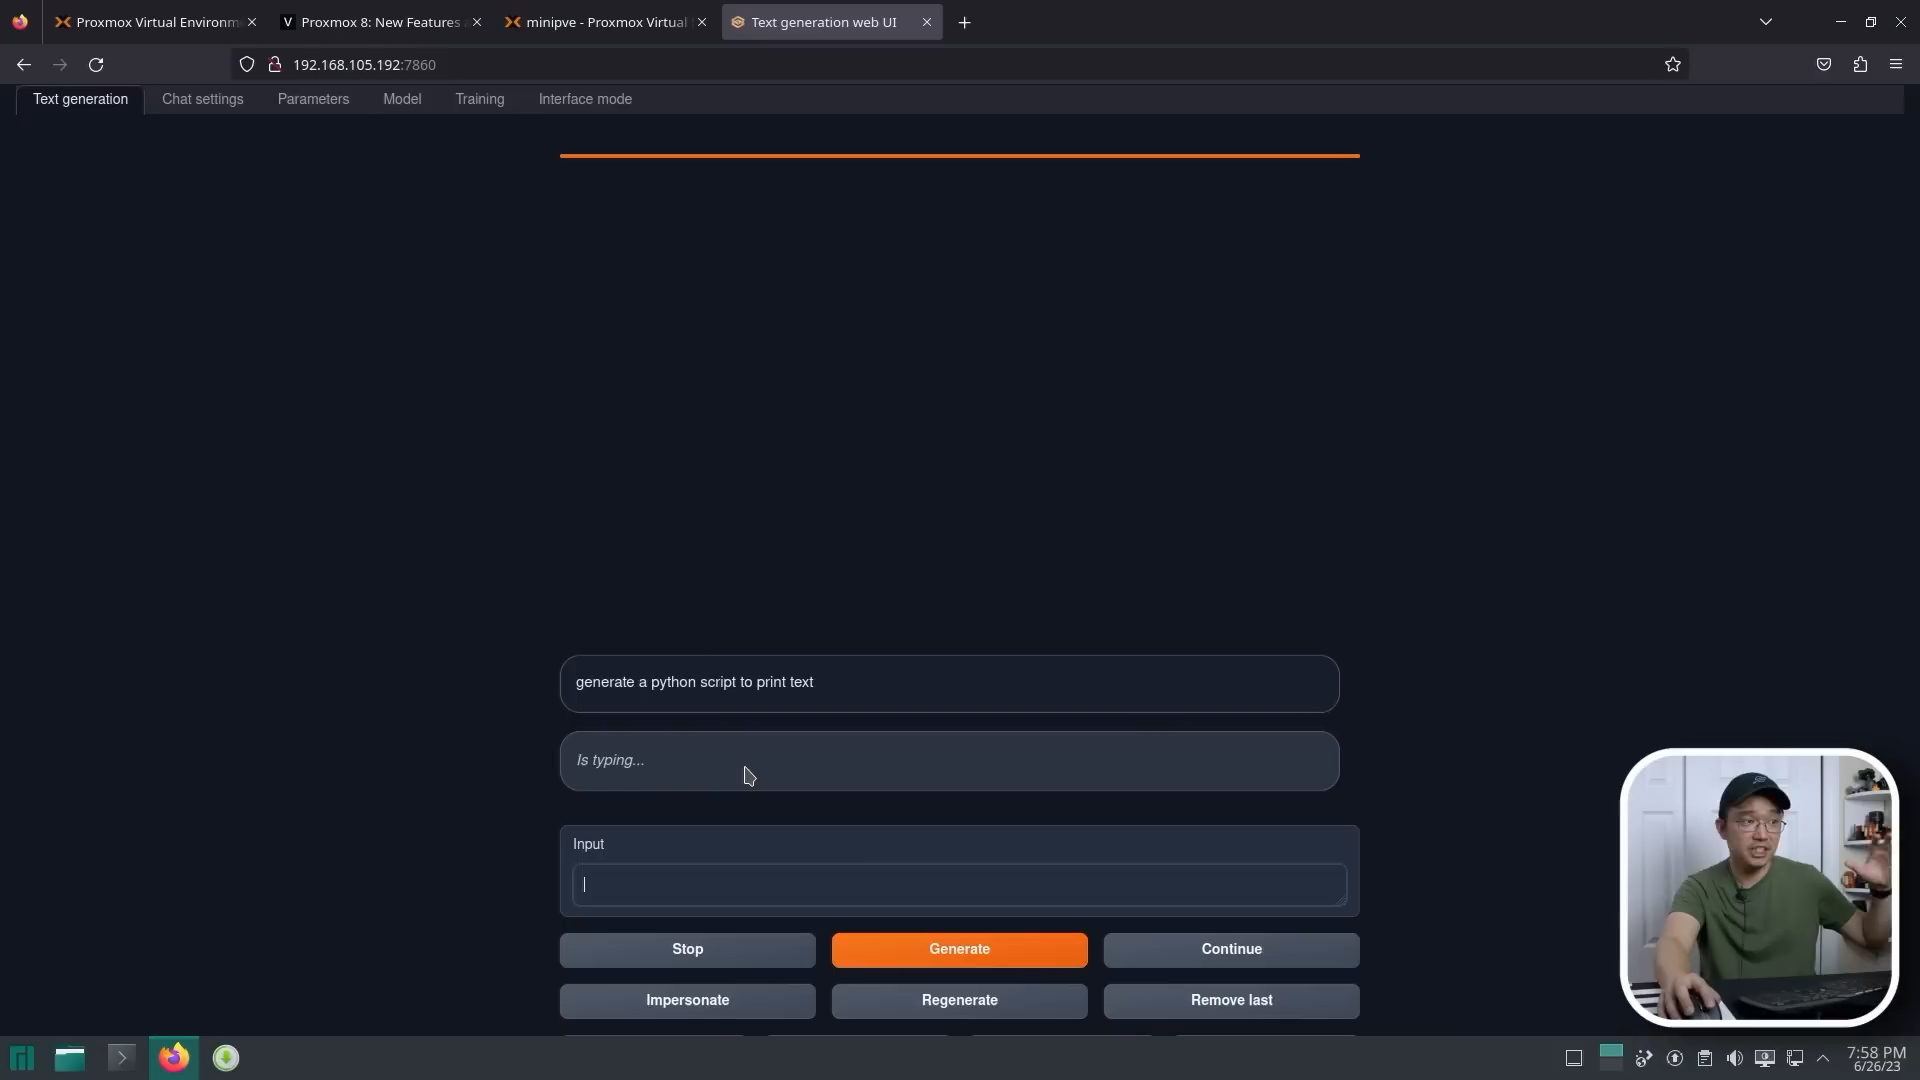 Proxmox Virtual Environm
Proxmox 8: New Features a
minipve - Proxmox Virtual
Text generation web UI
192.168.105.192:7860
Text generation
Chat settings
Parameters
Model
Training
Interface mode
generate a python script to print text
Is typing...
Input
Stop
Generate
Continue
Impersonate
Regenerate
Remove last
7:58 PM
6/26/23